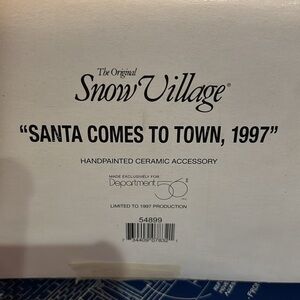 The Original
Snow Village®
"SANTA COMES TO TOWN, 1997"
HANDPAINTED CERAMIC ACCESSORY
MADE EXCLUSIVELY FOR
Department 56®
LIMITED TO 1997 PRODUCTION
54899